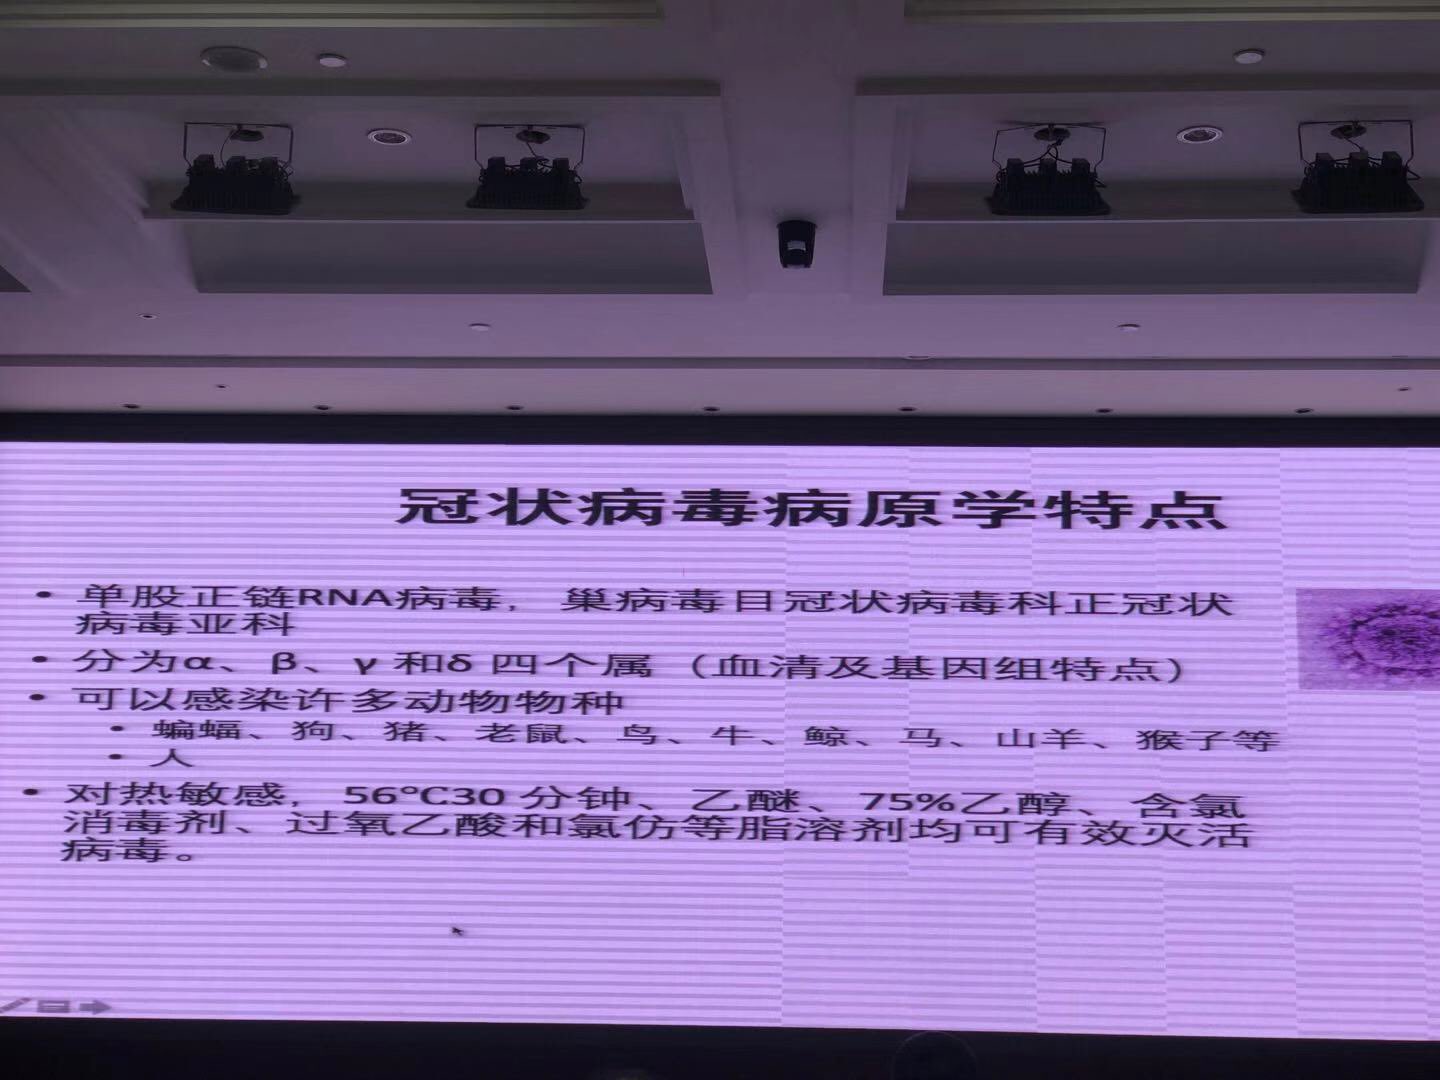 冠状病毒病原学特点
• 单股正链RNA病毒，巢病毒目冠状病毒科正冠状
病毒亚科
• 分为α、β、γ 和δ 四个属（血清及基因组特点）
• 可以感染许多动物物种
• 蝙蝠、狗、猪、老鼠、鸟、牛、鲸、马、山羊、猴子等
• 人
• 对热敏感，56℃30 分钟、乙醚、75%乙醇、含氯
消毒剂、过氧乙酸和氯仿等脂溶剂均可有效灭活
病毒。